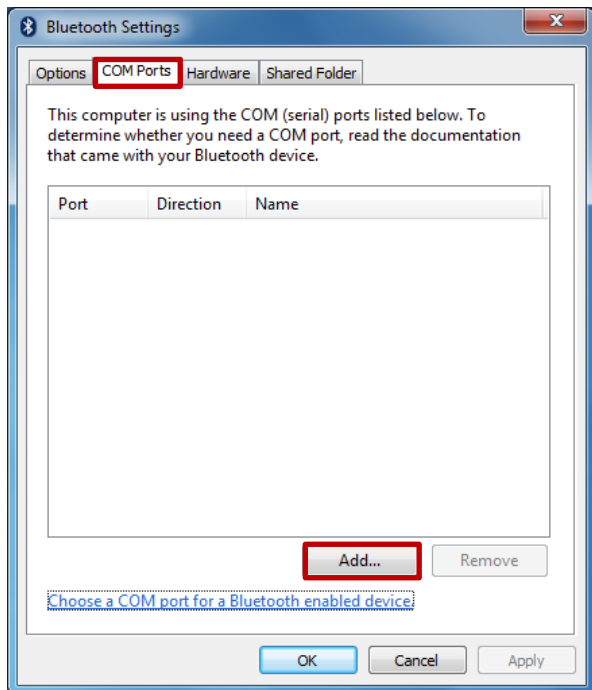 Bluetooth Settings
Options COM Ports Hardware Shared Folder
This computer is using the COM (serial) ports listed below. To
determine whether you need a COM port, read the documentation
that came with your Bluetooth device.
Port Direction Name
Add... Remove
Choose a COM port for a Bluetooth enabled device.
OK Cancel Apply